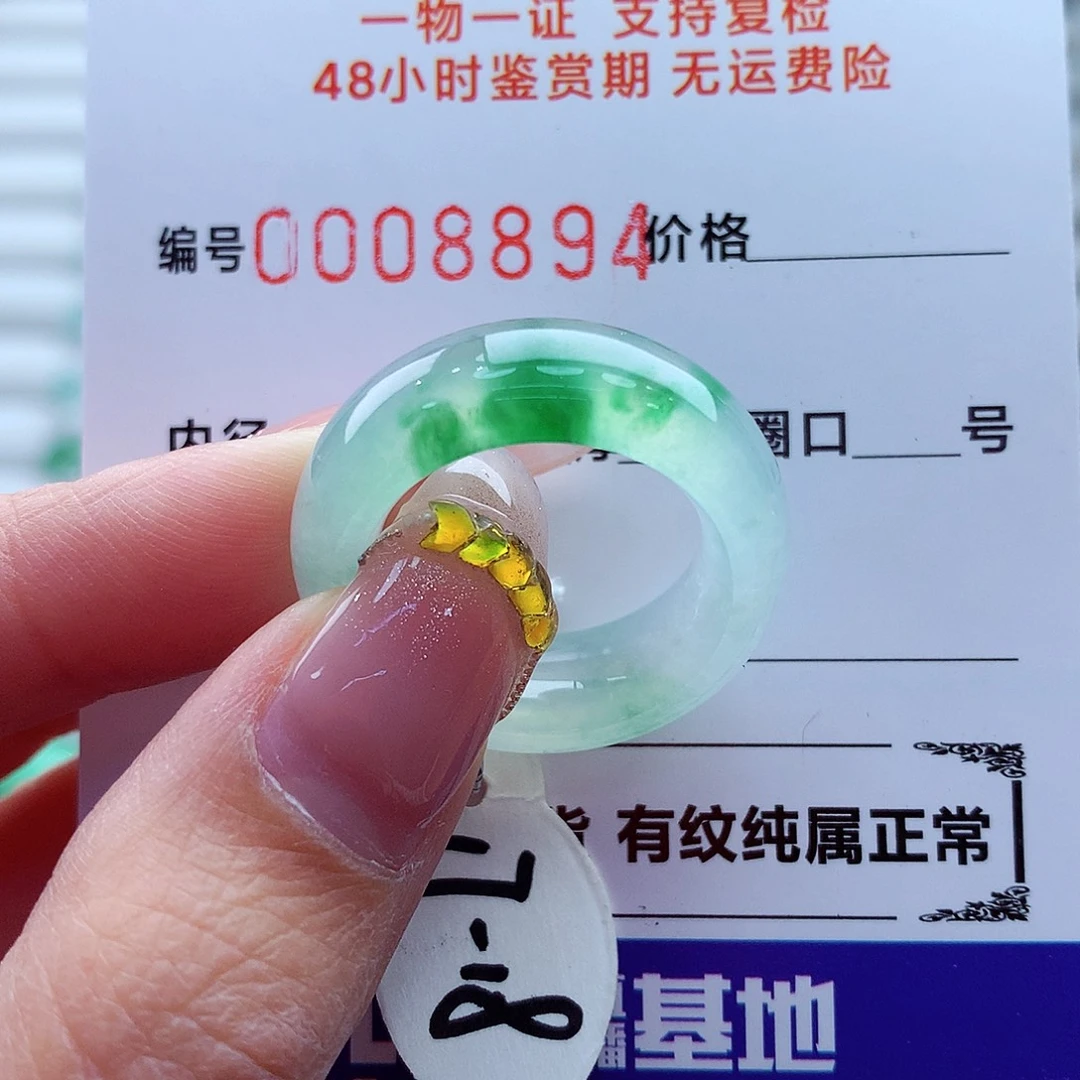 一物一证 支持复检
48小时鉴赏期 无运费险
编号0008894价格
内径 圈口 号
有纹纯属正常
基地